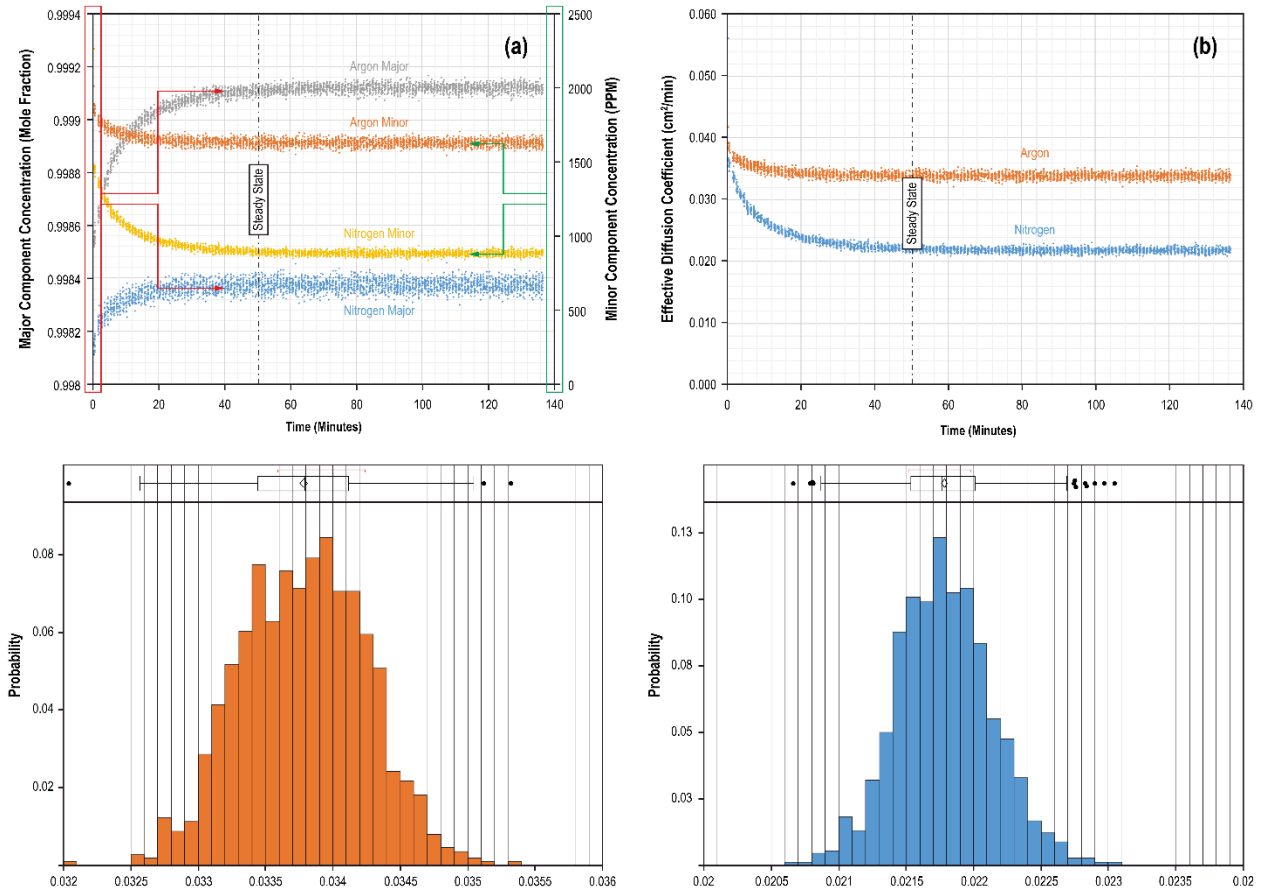 (a)
Major Component Concentration (Mole Fraction)
0.9994
0.9992
0.999
0.9988
0.9986
0.9984
0.9982
0.998
Argon Major
Argon Minor
Steady State
Nitrogen Minor
Nitrogen Major
2500
2000
1500
1000
500
0
Minor Component Concentration (PPM)
0 20 40 60 80 100 120 140
Time (Minutes)
(b)
Effective Diffusion Coefficient (cm²/min)
0.060
0.050
0.040
0.030
0.020
0.010
0.000
Argon
Steady State
Nitrogen
0 20 40 60 80 100 120 140
Time (Minutes)
Probability
0.08
0.06
0.04
0.02
0.032 0.0325 0.033 0.0335 0.034 0.0345 0.035 0.0355 0.036
Probability
0.13
0.10
0.08
0.05
0.03
0.02 0.0205 0.021 0.0215 0.022 0.0225 0.023 0.0235 0.02